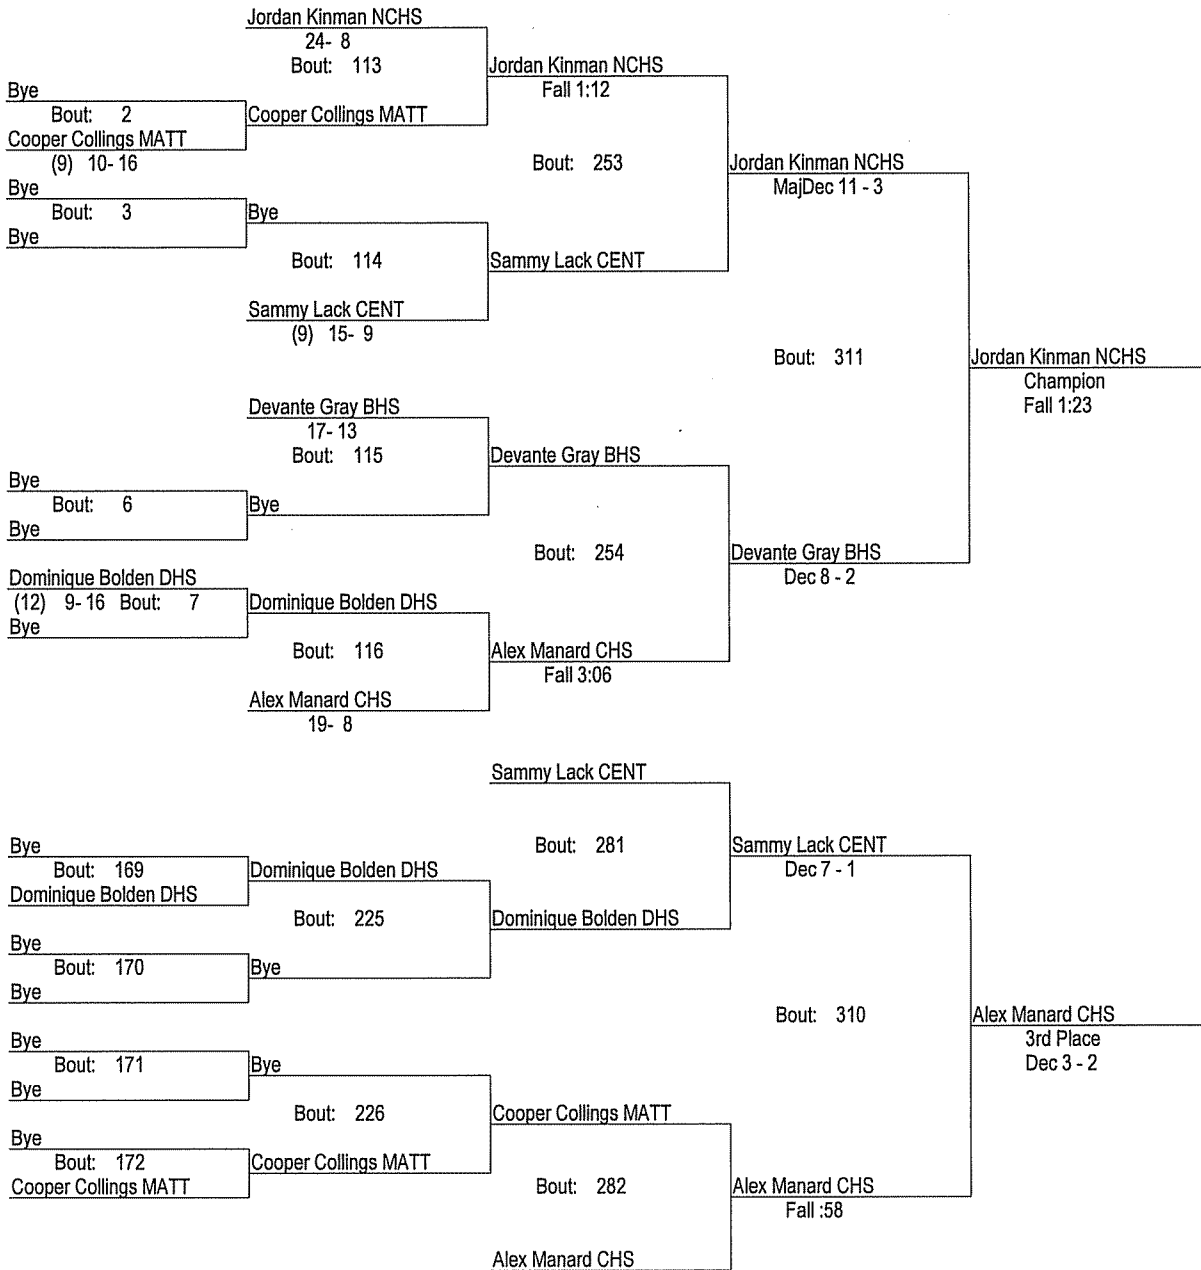 Jordan Kinman NCHS
24- 8
Bout: 113
Jordan Kinman NCHS
Fall 1:12
Bye
Bout: 2
Cooper Collings MATT
Cooper Collings MATT
(9) 10- 16
Bout: 253
Jordan Kinman NCHS
MajDec 11 - 3
Bye
Bout: 3
Bye
Bye
Bout: 114
Sammy Lack CENT
Sammy Lack CENT
(9) 15- 9
Bout: 311
Jordan Kinman NCHS
Champion
Fall 1:23
Devante Gray BHS
17- 13
Bout: 115
Devante Gray BHS
Bye
Bout: 6
Bye
Bye
Bout: 254
Devante Gray BHS
Dec 8 - 2
Dominique Bolden DHS
(12) 9- 16 Bout: 7
Bye
Dominique Bolden DHS
Bout: 116
Alex Manard CHS
Fall 3:06
Alex Manard CHS
19- 8
Sammy Lack CENT
Bout: 281
Sammy Lack CENT
Dec 7 - 1
Bye
Bout: 169
Dominique Bolden DHS
Dominique Bolden DHS
Bout: 225
Dominique Bolden DHS
Bye
Bout: 170
Bye
Bye
Bout: 310
Alex Manard CHS
3rd Place
Dec 3 - 2
Bye
Bout: 171
Bye
Bye
Bout: 226
Cooper Collings MATT
Bye
Bout: 172
Cooper Collings MATT
Cooper Collings MATT
Bout: 282
Alex Manard CHS
Fall :58
Alex Manard CHS